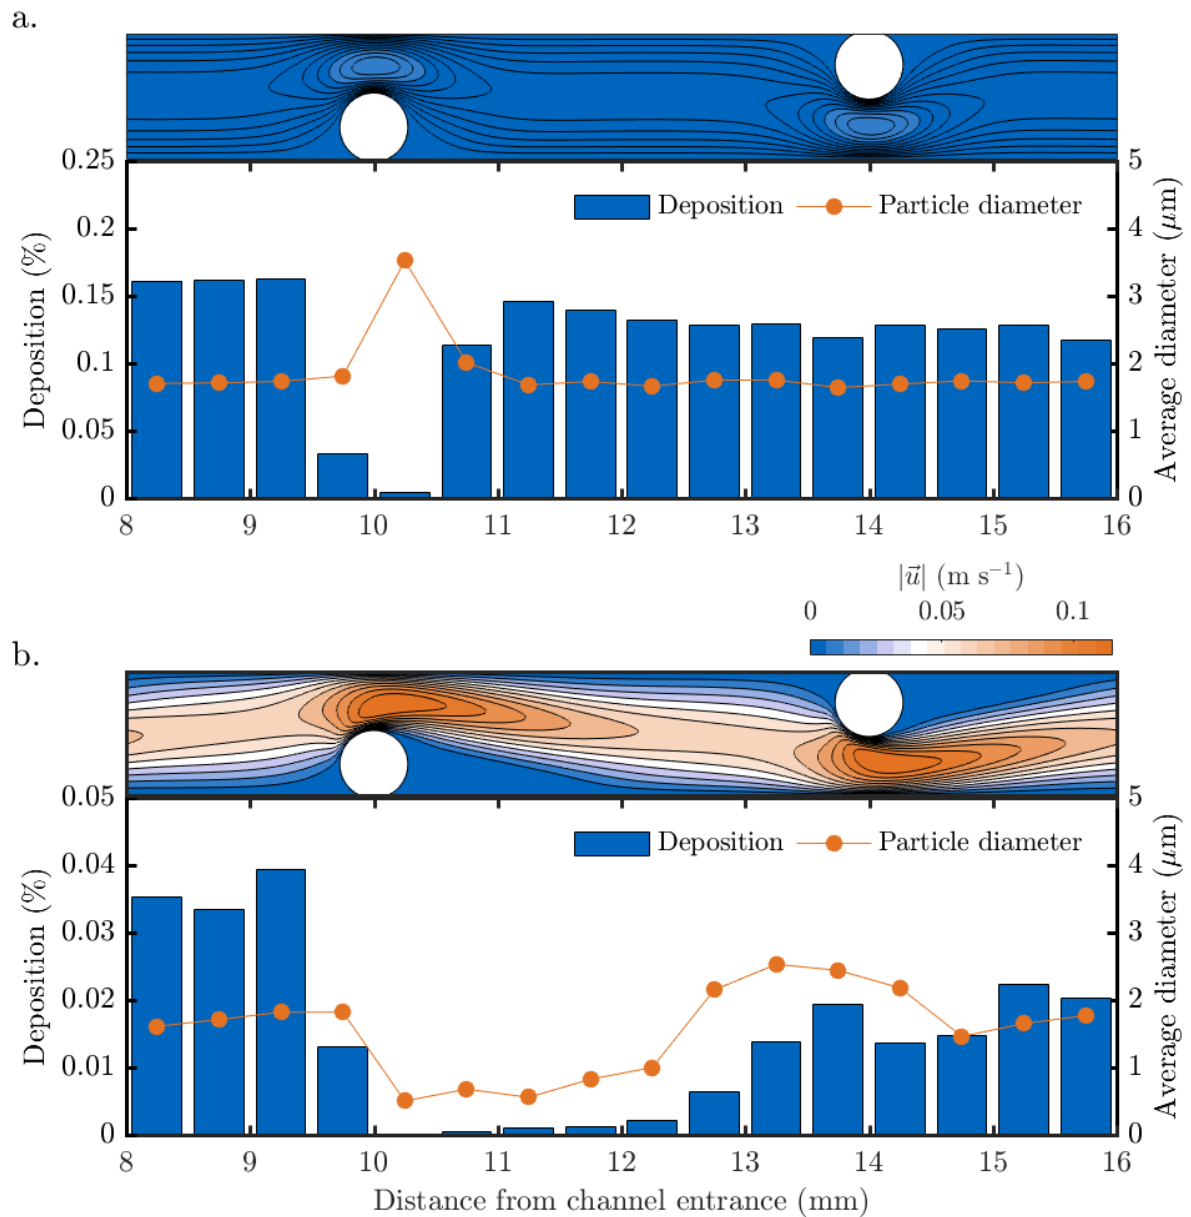 a.
0.25
0.2
0.15
0.1
0.05
0
Deposition (%)
Deposition
Particle diameter
5
4
3
2
1
0
Average diameter (μm)
8 9 10 11 12 13 14 15 16
|u⃗| (m s⁻¹)
0 0.05 0.1
b.
0.05
0.04
0.03
0.02
0.01
0
Deposition (%)
Deposition
Particle diameter
5
4
3
2
1
0
Average diameter (μm)
8 9 10 11 12 13 14 15 16
Distance from channel entrance (mm)